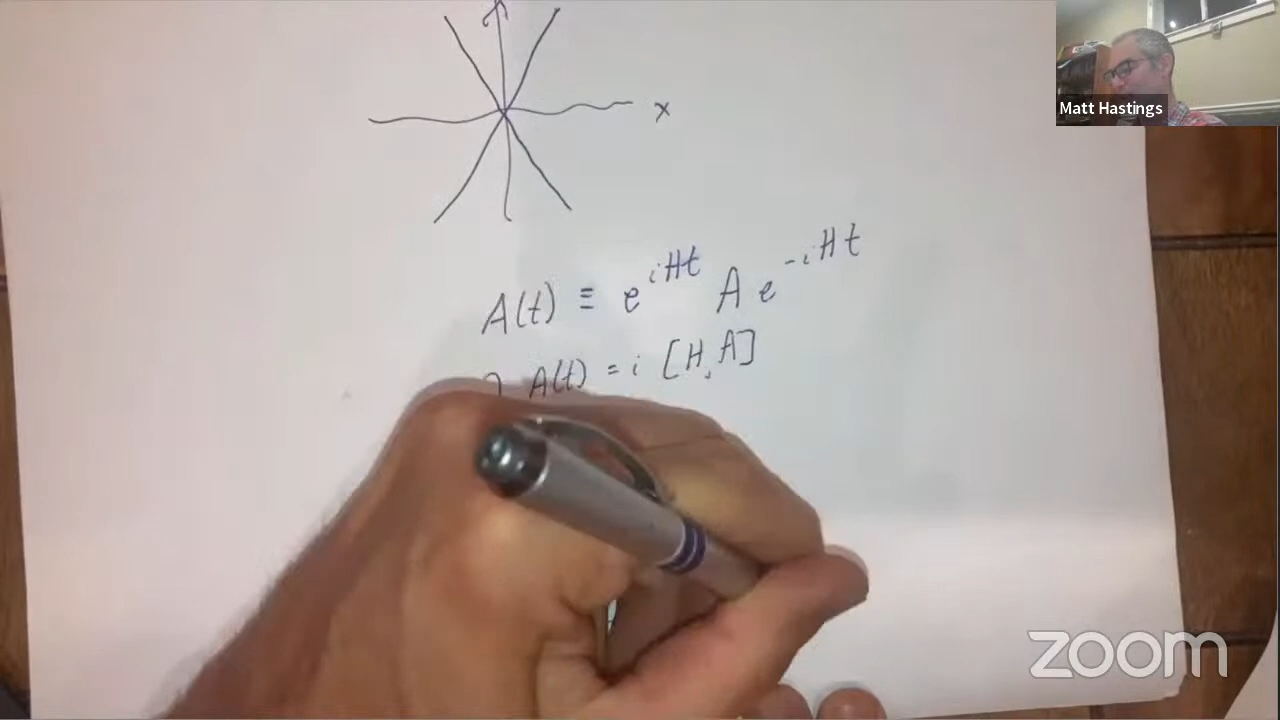 Matt Hastings
x
A(t) ≡ e^{iHt} A e^{-iHt}
∂ A(t) = i [H, A]
zoom